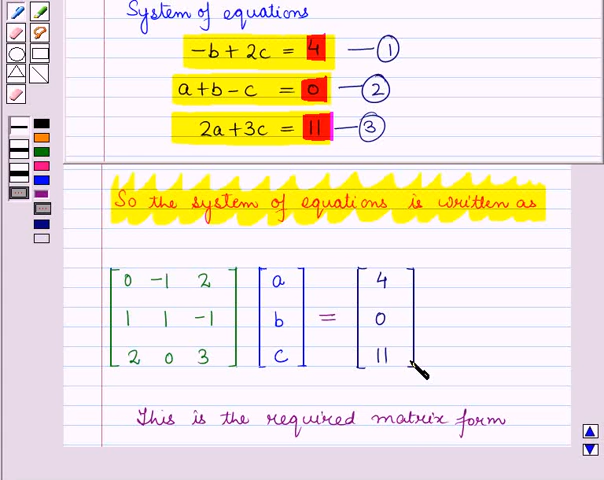 System of equations
-b + 2c = 4 — ①
a + b - c = 0 — ②
2a + 3c = 11 — ③
So the system of equations is written as
0 -1 2 a 4
1 1 -1 b = 0
2 0 3 c 11
This is the required matrix form